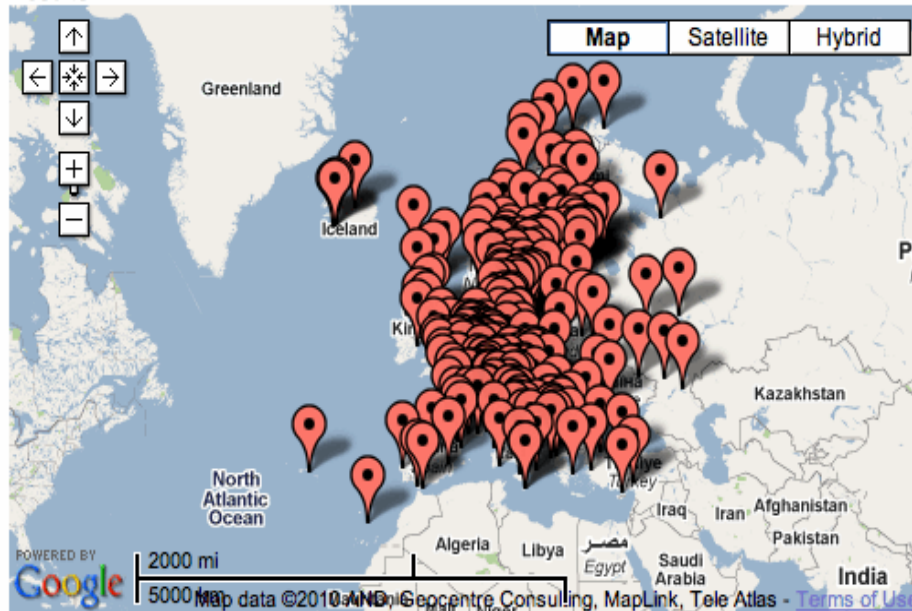 Map
Satellite
Hybrid
Greenland
Iceland
Kazakhstan
North
Atlantic
Ocean
Turkey
Iraq
Iran
Afghanistan
Pakistan
Algeria
Libya
مصر
Egypt
Saudi
Arabia
India
POWERED BY
Google
2000 mi
5000 km
Map data ©2010 AND, Geocentre Consulting, MapLink, Tele Atlas - Terms of Use